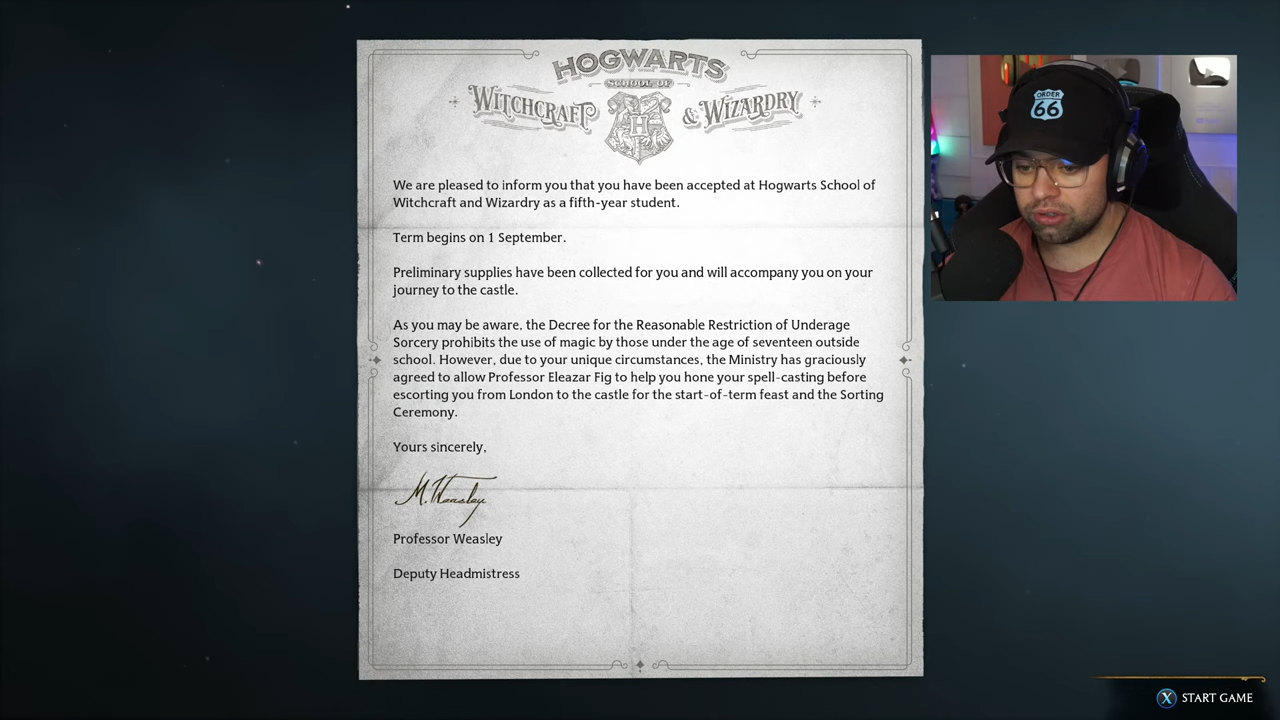 HOGWARTS
SCHOOL OF
WITCHCRAFT & WIZARDRY
H
ORDER
66
We are pleased to inform you that you have been accepted at Hogwarts School of
Witchcraft and Wizardry as a fifth-year student.
Term begins on 1 September.
Preliminary supplies have been collected for you and will accompany you on your
journey to the castle.
As you may be aware, the Decree for the Reasonable Restriction of Underage
Sorcery prohibits the use of magic by those under the age of seventeen outside
school. However, due to your unique circumstances, the Ministry has graciously
agreed to allow Professor Eleazar Fig to help you hone your spell-casting before
escorting you from London to the castle for the start-of-term feast and the Sorting
Ceremony.
Yours sincerely,
M. Weasley
Professor Weasley
Deputy Headmistress
X START GAME